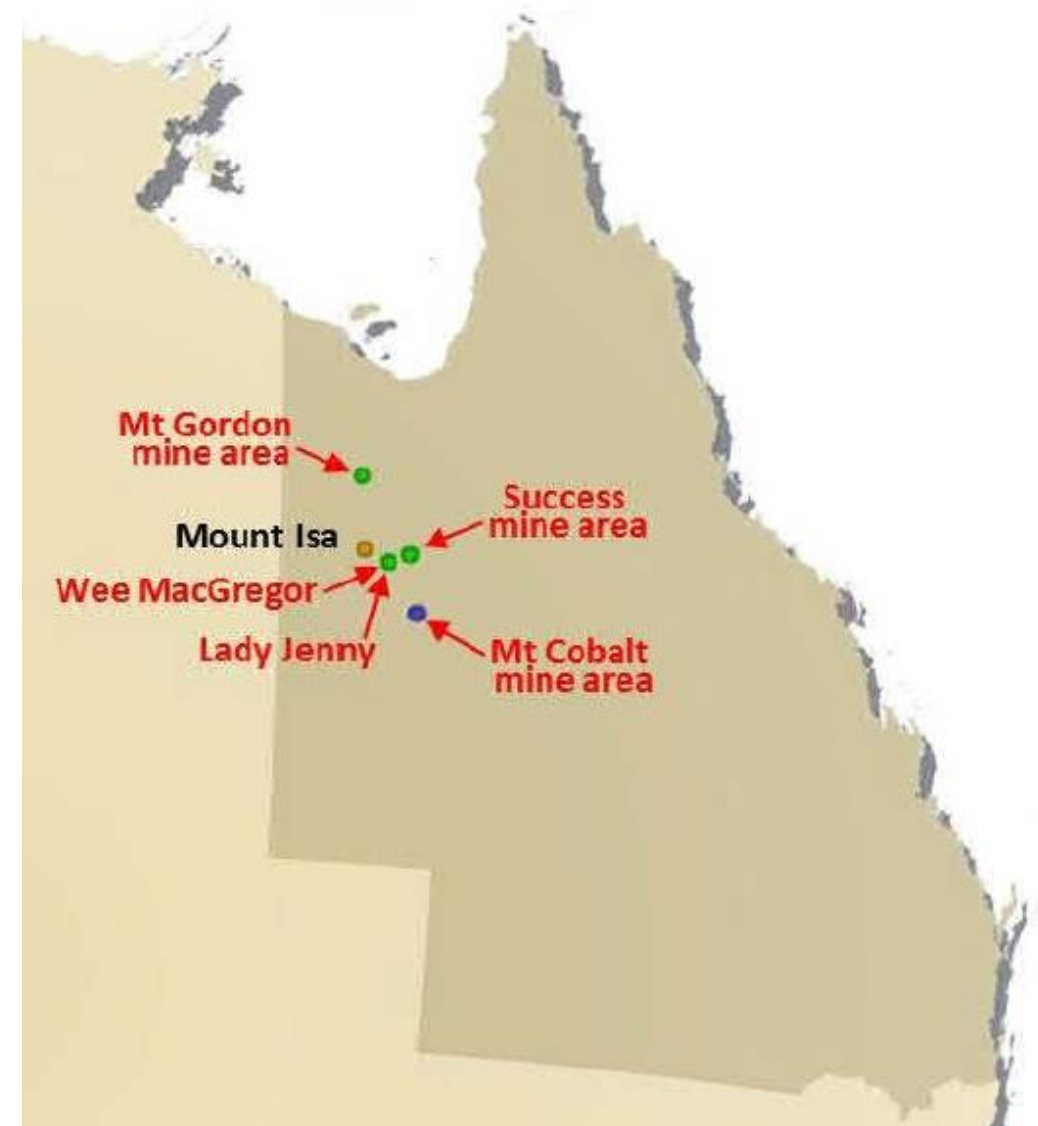 Mt Gordon
mine area
Success
mine area
Mount Isa
Wee MacGregor
Lady Jenny
Mt Cobalt
mine area